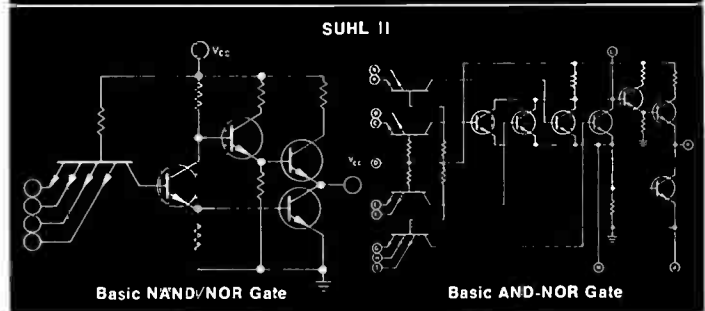 SUHL II
Vcc
Vcc
Basic NAND/NOR Gate
Basic AND-NOR Gate